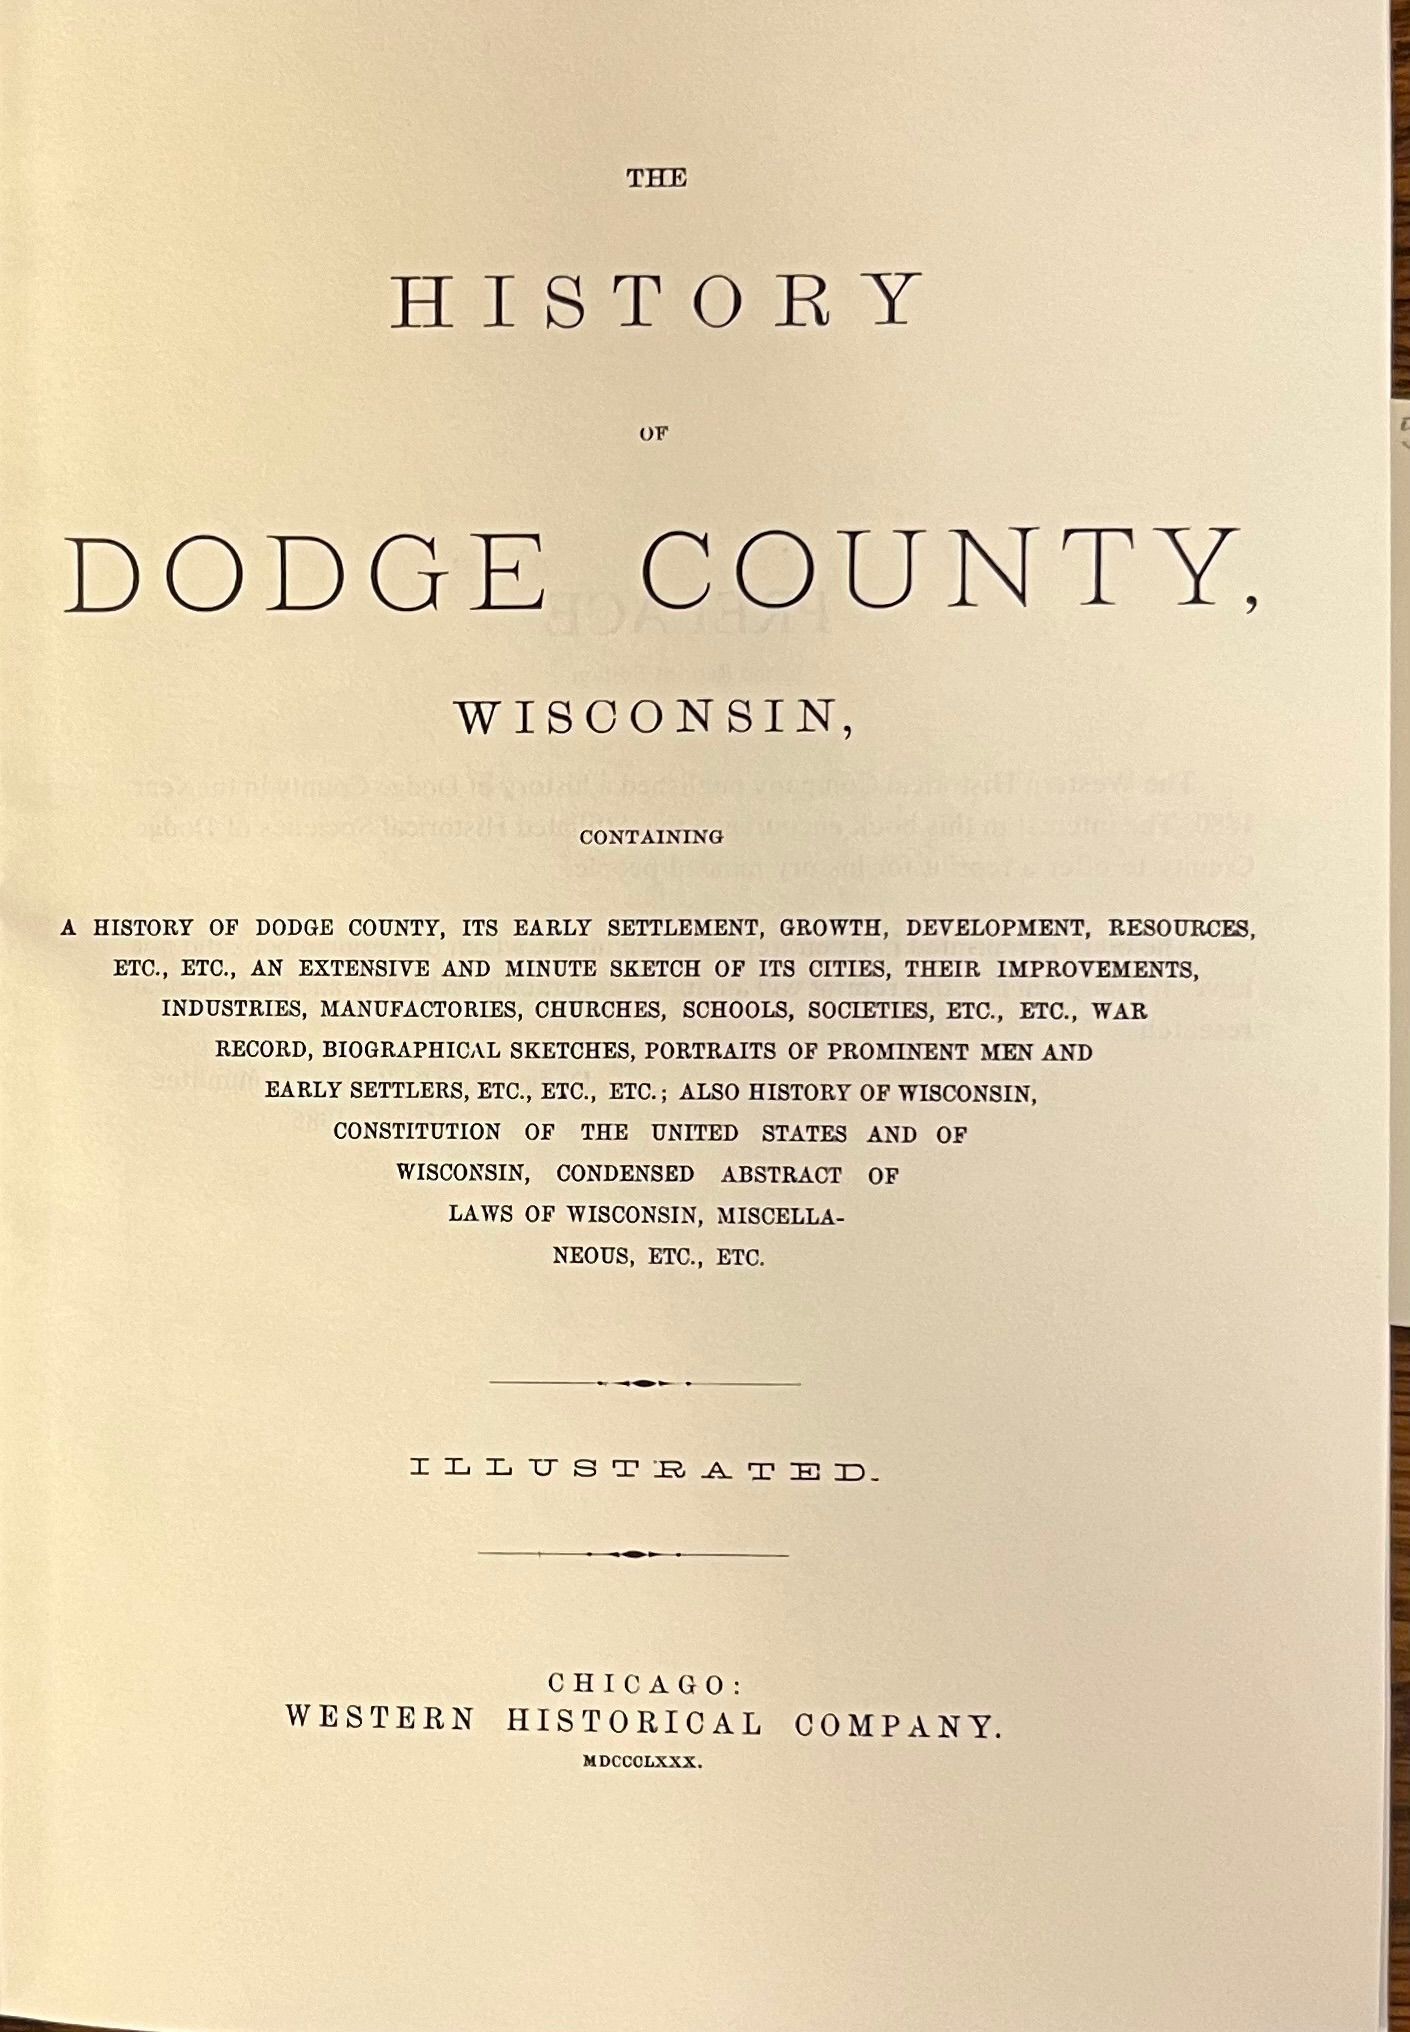 THE
HISTORY
OF
DODGE COUNTY,
WISCONSIN,
CONTAINING
A HISTORY OF DODGE COUNTY, ITS EARLY SETTLEMENT, GROWTH, DEVELOPMENT, RESOURCES,
ETC., ETC., AN EXTENSIVE AND MINUTE SKETCH OF ITS CITIES, THEIR IMPROVEMENTS,
INDUSTRIES, MANUFACTORIES, CHURCHES, SCHOOLS, SOCIETIES, ETC., ETC., WAR
RECORD, BIOGRAPHICAL SKETCHES, PORTRAITS OF PROMINENT MEN AND
EARLY SETTLERS, ETC., ETC., ETC.; ALSO HISTORY OF WISCONSIN,
CONSTITUTION OF THE UNITED STATES AND OF
WISCONSIN, CONDENSED ABSTRACT OF
LAWS OF WISCONSIN, MISCELLA-
NEOUS, ETC., ETC.
ILLUSTRATED.
CHICAGO:
WESTERN HISTORICAL COMPANY.
MDCCCLXXX.